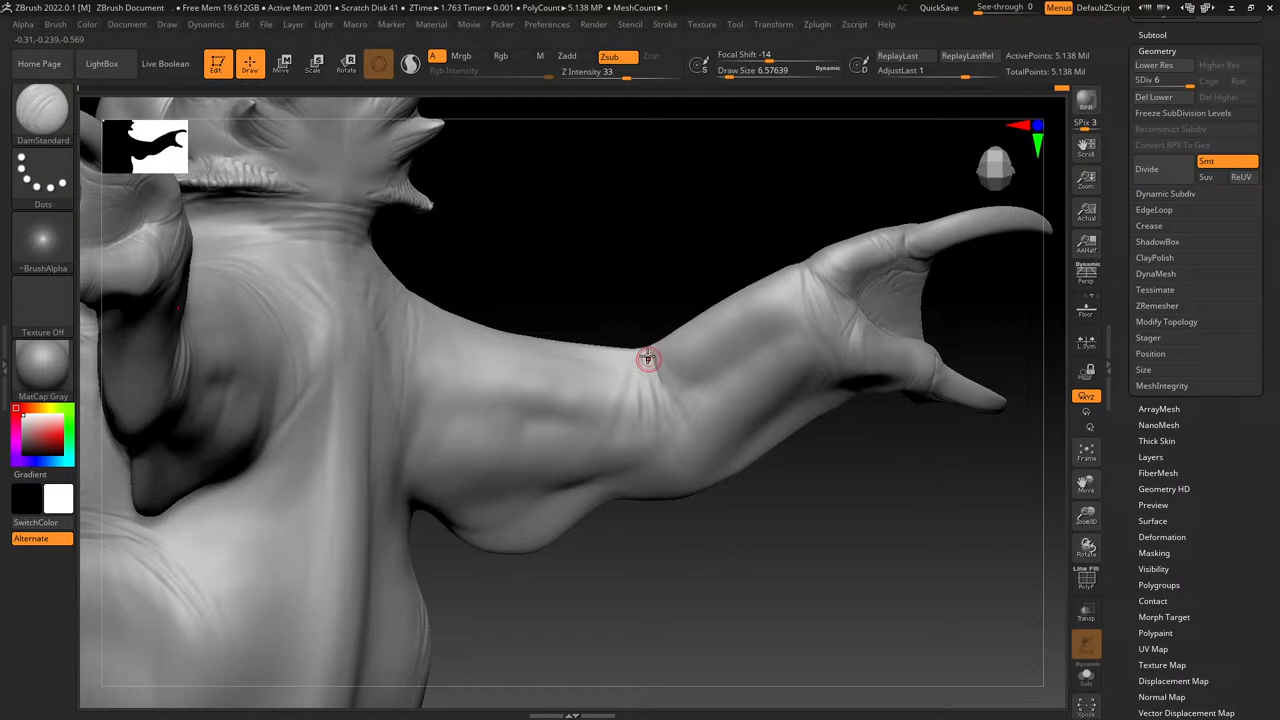 ZBrush 2022.0.1 [M] ZBrush Document . ● Free Mem 19.612GB ● Active Mem 2001 ● Scratch Disk 41 ● ZTime▸1.763 Timer▸0.001 ● PolyCount▸5.138 MP ● MeshCount▸1 AC QuickSave See-through 0 Menus DefaultZScript
Alpha Brush Color Document Draw Dynamics Edit File Layer Light Macro Marker Material Movie Picker Preferences Render Stencil Stroke Texture Tool Transform Zplugin Zscript Help
-0.31,-0.239,-0.569
Home Page LightBox Live Boolean
Edit Draw Move Scale Rotate
A Mrgb Rgb M Zadd Zsub Zcut
Rgb Intensity Z Intensity 33
S Focal Shift -14
Draw Size 6.57639 Dynamic
D ReplayLast ReplayLastRel
AdjustLast 1
ActivePoints: 5.138 Mil
TotalPoints: 5.138 Mil
DamStandard
Dots
~BrushAlpha
Texture Off
MatCap Gray
Gradient
SwitchColor
Alternate
BPR
SPix 3
Scroll
Zoom
Actual
AAHalf
Dynamic
Persp
Floor
L.Sym
XYZ
Frame
Move
Zoom3D
Rotate
Line Fill
PolyF
Transp
Dynamic
Solo
Xpose
Subtool
Geometry
Lower Res Higher Res
SDiv 6 Cage Rstr
Del Lower Del Higher
Freeze SubDivision Levels
Reconstruct Subdiv
Convert BPR To Geo
Divide Smt
Suv ReUV
Dynamic Subdiv
EdgeLoop
Crease
ShadowBox
ClayPolish
DynaMesh
Tessimate
ZRemesher
Modify Topology
Stager
Position
Size
MeshIntegrity
ArrayMesh
NanoMesh
Thick Skin
Layers
FiberMesh
Geometry HD
Preview
Surface
Deformation
Masking
Visibility
Polygroups
Contact
Morph Target
Polypaint
UV Map
Texture Map
Displacement Map
Normal Map
Vector Displacement Map